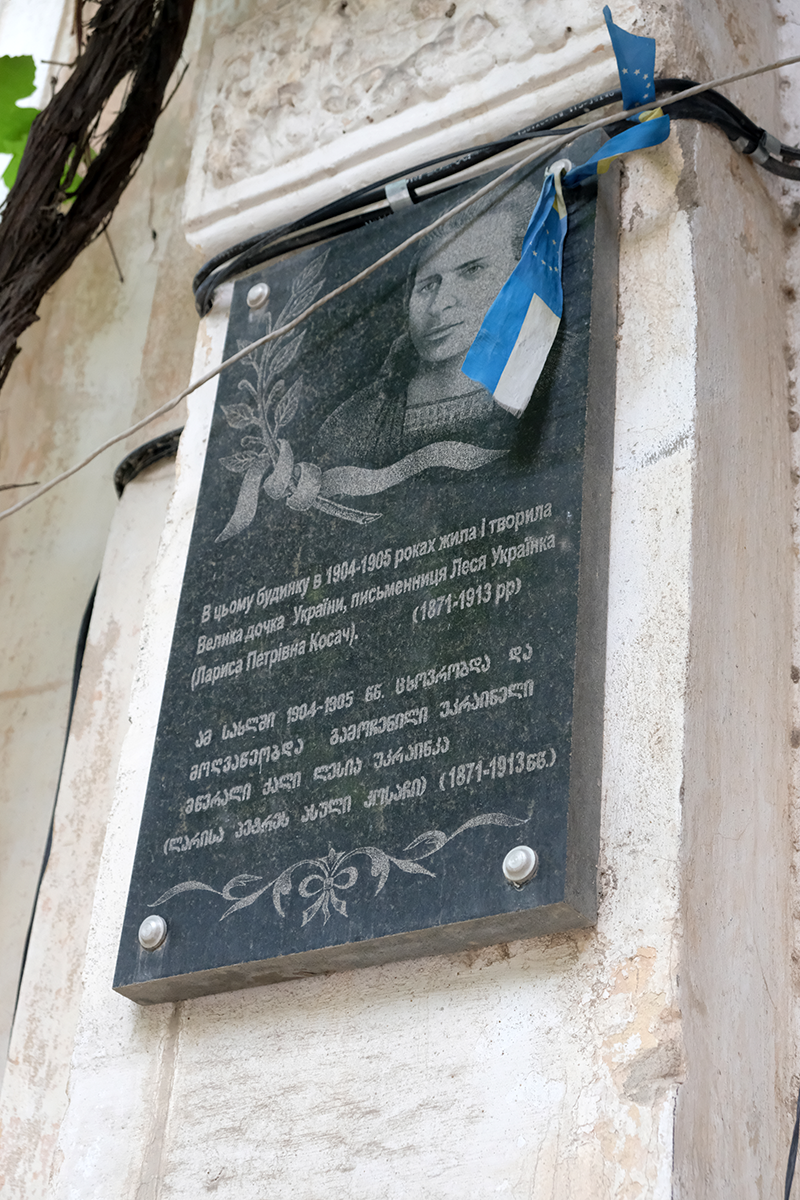 В цьому будинку в 1904-1905 роках жила і творила
Велика дочка України, письменниця Леся Українка
(Лариса Петрівна Косач). (1871-1913 рр)
ამ სახლში 1904-1905 წწ. ცხოვრობდა და
მოღვაწეობდა გამოჩენილი უკრაინელი
მწერალი ქალი ლესია უკრაინკა
(ლარისა პეტრეს ასული კოსაჩი) (1871-1913წწ.)